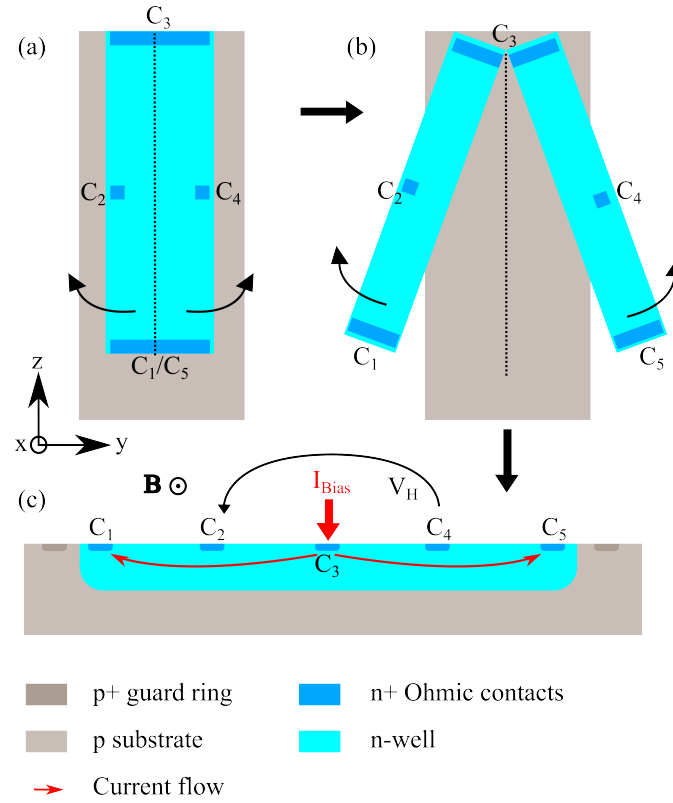 (a)
C3
C2
C4
C1/C5
z
x
y
(b)
C3
C2
C4
C1
C5
(c)
B
IBias
VH
C1
C2
C3
C4
C5
p+ guard ring
n+ Ohmic contacts
p substrate
n-well
Current flow